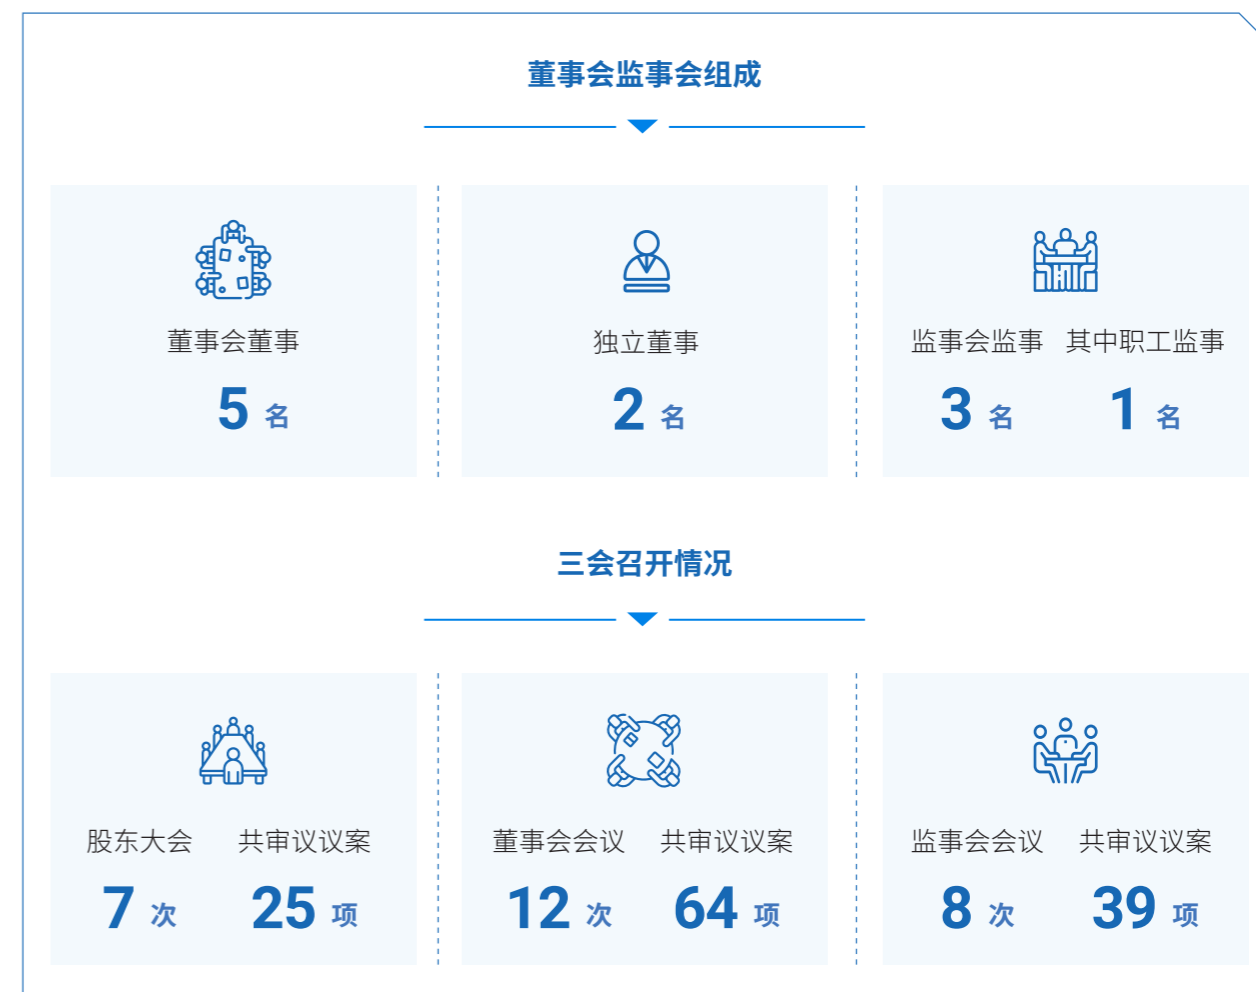 董事会监事会组成
董事会董事
5 名
独立董事
2 名
监事会监事 其中职工监事
3 名 1 名
三会召开情况
股东大会 共审议议案
7 次 25 项
董事会会议 共审议议案
12 次 64 项
监事会会议 共审议议案
8 次 39 项